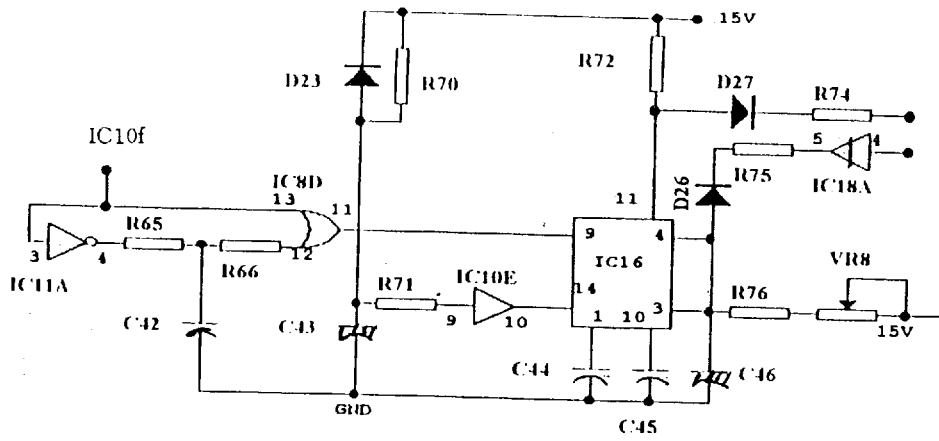 15V
R72
D23
R70
D27
R74
IC10f
5
4
R75
IC18A
D26
IC8D
13
11
11
R65
12
R66
3
4
IC11A
9
4
IC16
VR8
R71
IC10E
14
R76
9
10
1
10
3
15V
C42
C43
C44
C46
GND
C45